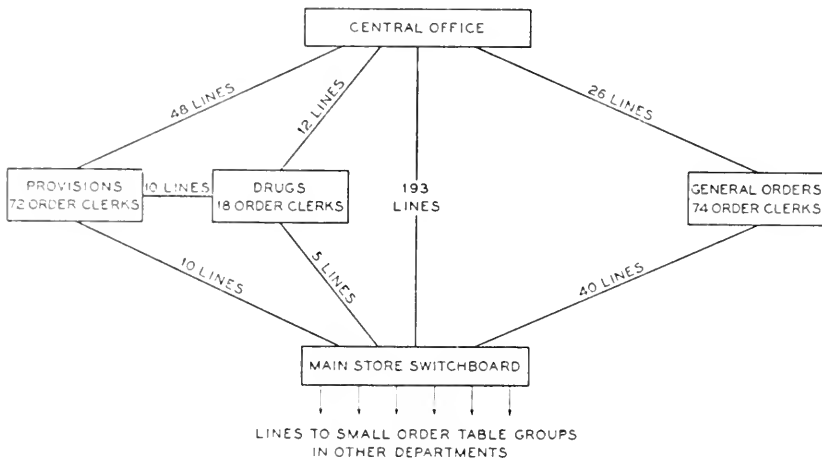 CENTRAL OFFICE
48 LINES
12 LINES
26 LINES
PROVISIONS
72 ORDER CLERKS
10 LINES
DRUGS
18 ORDER CLERKS
193
LINES
GENERAL ORDERS
74 ORDER CLERKS
10 LINES
5 LINES
40 LINES
MAIN STORE SWITCHBOARD
LINES TO SMALL ORDER TABLE GROUPS
IN OTHER DEPARTMENTS